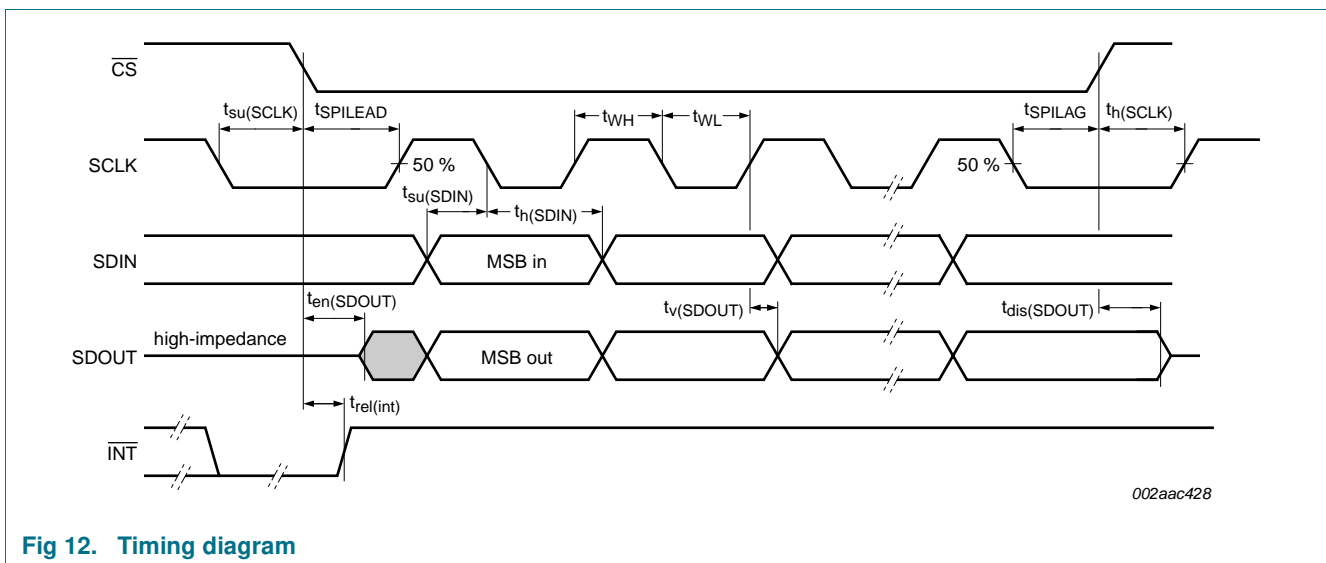 CS
tsu(SCLK) tSPILEAD tWH tWL tSPILAG th(SCLK)
SCLK 50 % 50 %
tsu(SDIN) th(SDIN)
SDIN MSB in
ten(SDOUT) tv(SDOUT) tdis(SDOUT)
high-impedance
SDOUT MSB out
trel(int)
INT
002aac428
Fig 12. Timing diagram